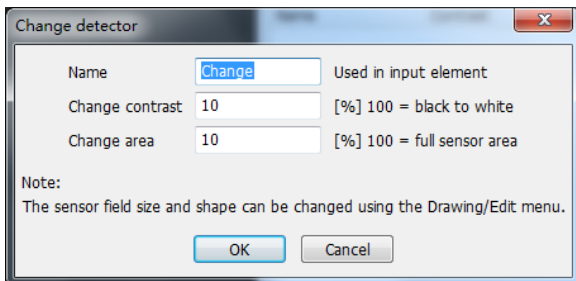 Change detector
Name Change Used in input element
Change contrast 10 [%] 100 = black to white
Change area 10 [%] 100 = full sensor area
Note:
The sensor field size and shape can be changed using the Drawing/Edit menu.
OK Cancel